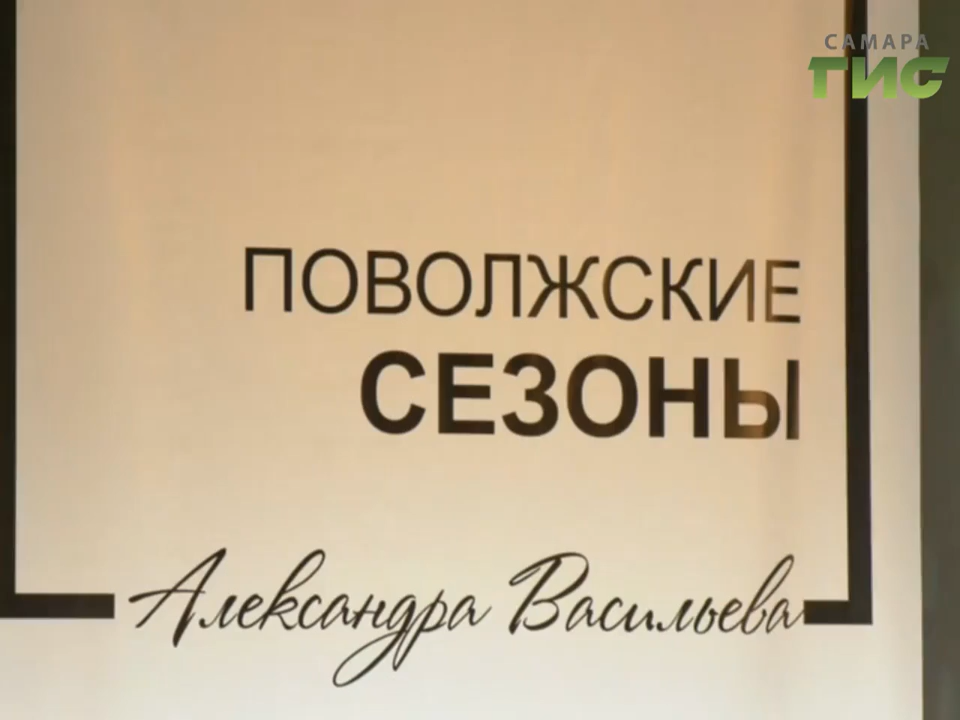 САМАРА
ГИС
ПОВОЛЖСКИЕ
СЕЗОНЫ
Александра Васильева